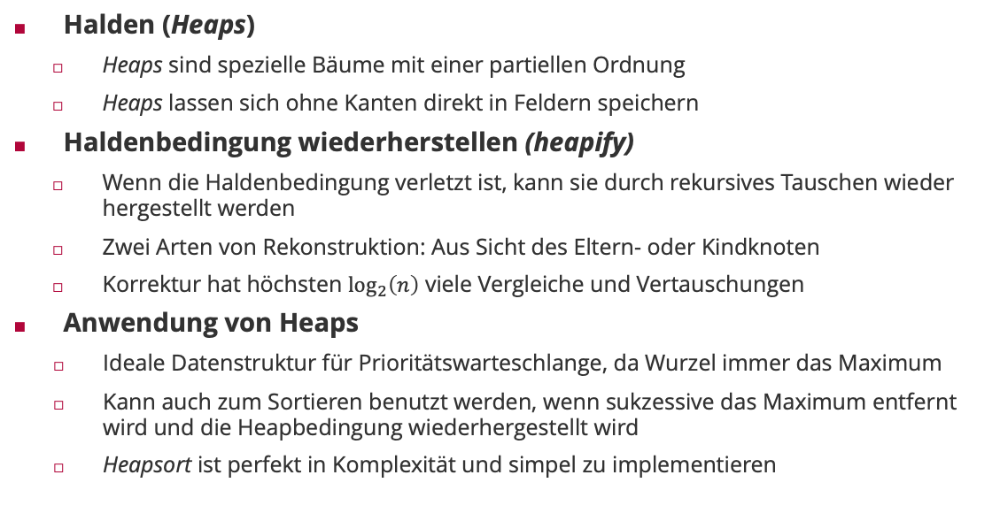 Halden (Heaps)
Heaps sind spezielle Bäume mit einer partiellen Ordnung
Heaps lassen sich ohne Kanten direkt in Feldern speichern
Haldenbedingung wiederherstellen (heapify)
Wenn die Haldenbedingung verletzt ist, kann sie durch rekursives Tauschen wieder
hergestellt werden
Zwei Arten von Rekonstruktion: Aus Sicht des Eltern- oder Kindknoten
Korrektur hat höchsten log₂(n) viele Vergleiche und Vertauschungen
Anwendung von Heaps
Ideale Datenstruktur für Prioritätswarteschlange, da Wurzel immer das Maximum
Kann auch zum Sortieren benutzt werden, wenn sukzessive das Maximum entfernt
wird und die Heapbedingung wiederhergestellt wird
Heapsort ist perfekt in Komplexität und simpel zu implementieren